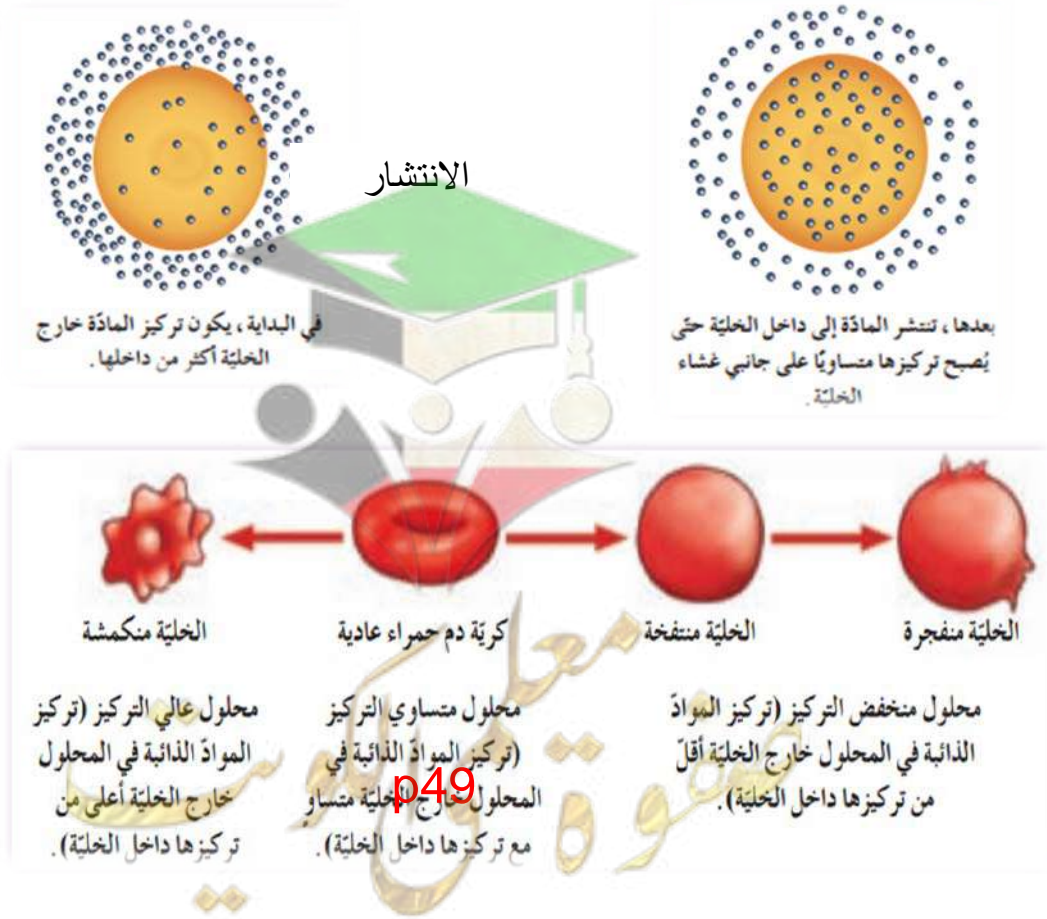 الانتشار
بعدها، تنتشر المادّة إلى داخل الخليّة حتّى
يُصبح تركيزها متساويًا على جانبي غشاء
الخليّة.
في البداية، يكون تركيز المادّة خارج
الخليّة أكثر من داخلها.
الخليّة منفجرة
الخليّة منتفخة
كريّة دم حمراء عادية
الخليّة منكمشة
محلول منخفض التركيز (تركيز الموادّ
الذائبة في المحلول خارج الخليّة أقلّ
من تركيزها داخل الخليّة).
محلول متساوي التركيز
(تركيز الموادّ الذائبة في
المحلول خارج الخليّة متساوٍ
مع تركيزها داخل الخليّة).
محلول عالي التركيز (تركيز
الموادّ الذائبة في المحلول
خارج الخليّة أعلى من
تركيزها داخل الخليّة).
p49
صفوة معلمى الكويت